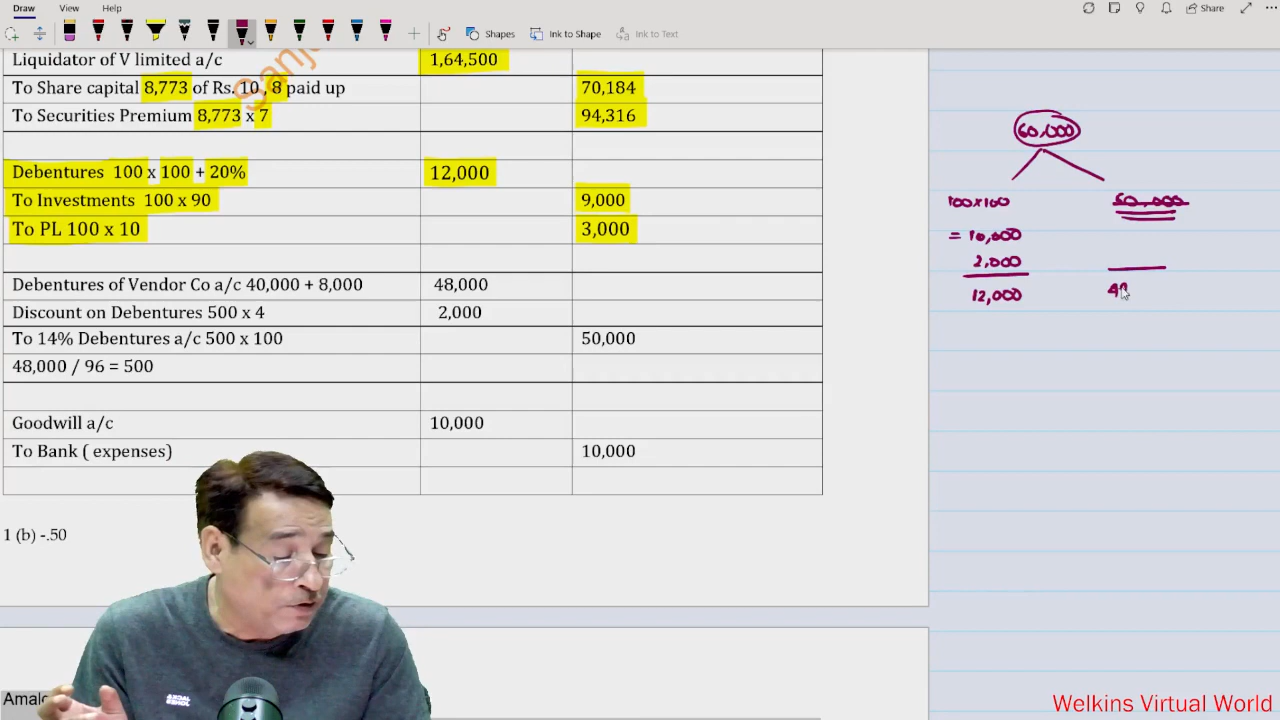 Draw View Help
Share
Shapes Ink to Shape Ink to Text
Liquidator of V limited a/c 1,64,500
To Share capital 8,773 of Rs. 10, 8 paid up 70,184
To Securities Premium 8,773 x 7 94,316
Debentures 100 x 100 + 20% 12,000
To Investments 100 x 90 9,000
To PL 100 x 10 3,000
Debentures of Vendor Co a/c 40,000 + 8,000 48,000
Discount on Debentures 500 x 4 2,000
To 14% Debentures a/c 500 x 100 50,000
48,000 / 96 = 500
Goodwill a/c 10,000
To Bank ( expenses) 10,000
1 (b) -.50
60,000
100x100
= 10,000
2,000
12,000
Welkins Virtual World